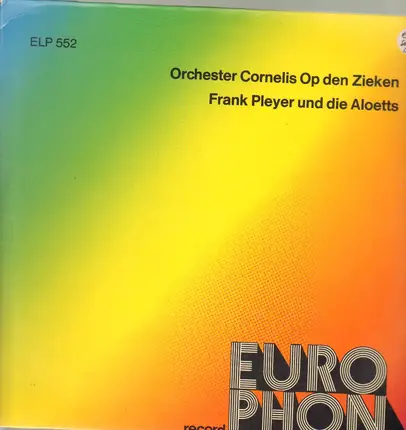 ELP 552
Orchester Cornelis Op den Zieken
Frank Pleyer und die Aloetts
EURO
record PHON